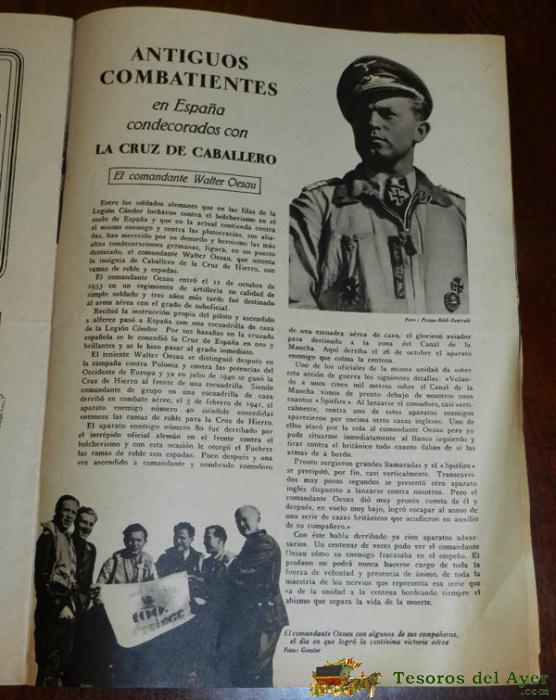 ANTIGUOS
COMBATIENTES
en España
condecorados con
LA CRUZ DE CABALLERO
El comandante Walter Oesau
Entre los soldados alemanes que en las filas de la
Legión Cóndor lucharon contra el bolchevismo en el
suelo de España y que en la actual contienda contra
el mismo enemigo y contra las plutocracias, sus alia-
das, han merecido por su denuedo y heroísmo las más
altas condecoraciones germanas, figura, en un puesto
destacado, el comandante Walter Oesau, que ostenta
la insignia de Caballero de la Cruz de Hierro, con
ramas de roble y espadas.
El comandante Oesau entró el 11 de octubre de
1933 en un regimiento de artillería en calidad de
simple soldado y tres años más tarde fué destinado
al arma aérea con el grado de suboficial.
Recibió la instrucción propia del piloto y ascendido
a alférez pasó a España con una escuadrilla de caza
de la Legión Cóndor. Por sus hazañas en la cruzada
española se le concedió la Cruz de España en oro y
brillantes y se le hizo pasar al grado inmediato.
El teniente Walter Oesau se distinguió después en
la campaña contra Polonia y contra las potencias del
Occidente de Europa y ya en julio de 1940 se ganó la
Cruz de Hierro al frente de una escuadrilla. Siendo
comandante de grupo en una escuadrilla de caza
derribó en combate aéreo, el 5 de febrero de 1941, el
aparato enemigo número 40 siéndole concedidas
entonces las ramas de roble para la Cruz de Hierro.
El aparato enemigo número 80 fué derribado por
el intrépido oficial alemán en el frente contra el
bolchevismo y con esta ocasión le otorgó el Fuehrer
las ramas de roble con espadas. Poco después y una
vez ascendido a comandante y nombrado comodoro
Foto: Presse-Bild-Zentrale
de una escuadra aérea de caza, el glorioso aviador
pasa destinado a la zona del Canal de la
Mancha. Aquí derriba el 26 de octubre el aparato
enemigo que colma la centena.
Uno de los oficiales de la misma unidad da sobre
esta acción de guerra los siguientes detalles: «Volan-
do a unos cinco mil metros sobre el Canal de la
Mancha vimos de pronto debajo de nosotros unos
cuantos «Spitfire». Al lanzarse el comodoro, casi verti-
calmente, contra uno de estos aparatos enemigos
aparecieron por encima otros cazas ingleses. Uno de
ellos atacó por la cola al comandante Oesau pero yo
pude situarme inmediatamente al flanco izquierdo y
tirar contra el británico todo cuanto daban de sí las
armas de a bordo.
Pronto surgieron grandes llamaradas y el «Spitfire»
se precipitó, por fin, casi verticalmente. Transcurri-
dos muy pocos segundos se presentó otro aparato
inglés dispuesto a lanzarse contra nosotros. Pero el
comandante Oesau dió muy pronto cuenta de él y
después, en vuelo muy bajo, logró escapar al acoso de
una serie de cazas británicos que acudieron en auxilio
de su compañero.»
Con éste había derribado ya cien aparatos adver-
sarios. Un centenar de veces pudo ver el comandante
Oesau cómo su enemigo fracasaba en el empeño. El
profano no podrá nunca hacerse cargo de toda la
fuerza de voluntad y presencia de ánimo, de toda la
maestría de los nervios que representa esa serie que
va de la unidad a la centena bordeando siempre el
abismo que separa la vida de la muerte.
El comandante Oesau con algunos de sus compañeros,
el día en que logró la centésima victoria aérea
Foto:
Tesoros del Ayer
.com